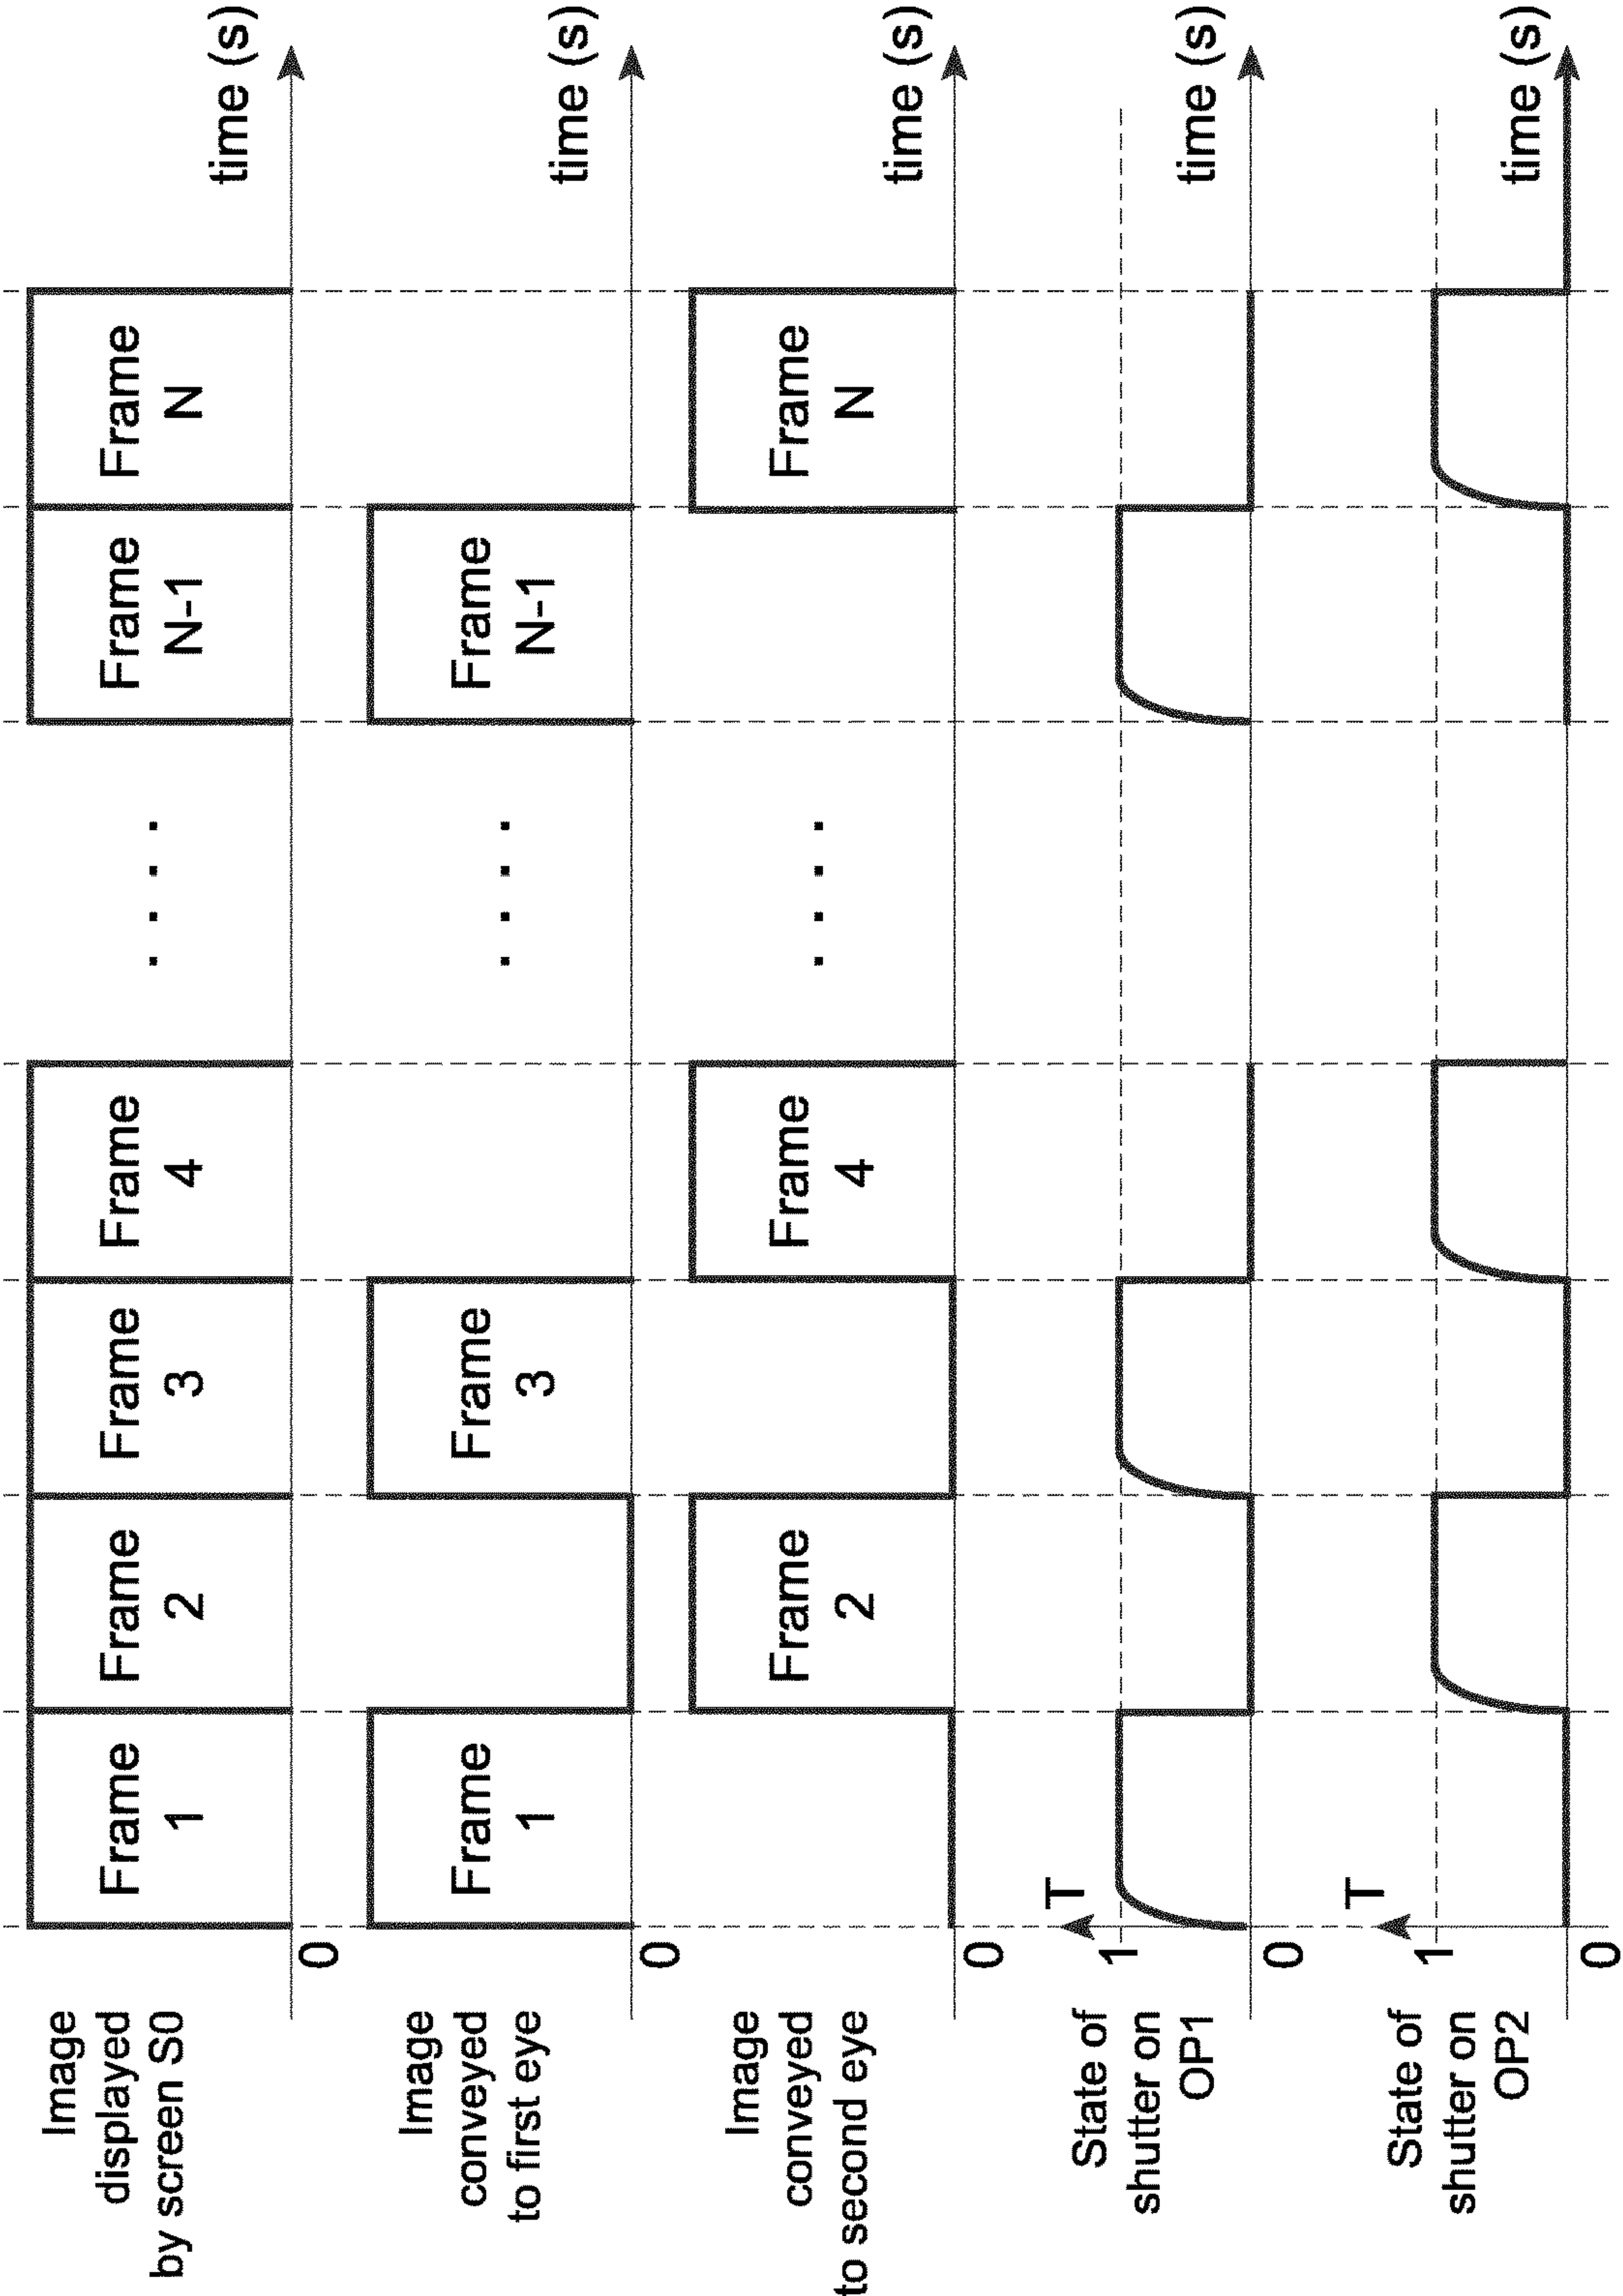 Image
displayed
by screen S0
Frame
1
Frame
2
Frame
3
Frame
4
. . . .
Frame
N-1
Frame
N
0
time (s)
Image
conveyed
to first eye
Frame
1
Frame
3
. . . .
Frame
N-1
0
time (s)
Image
conveyed
to second eye
Frame
2
Frame
4
. . . .
Frame
N
0
time (s)
State of
shutter on
OP1
T
1
0
time (s)
State of
shutter on
OP2
T
1
0
time (s)